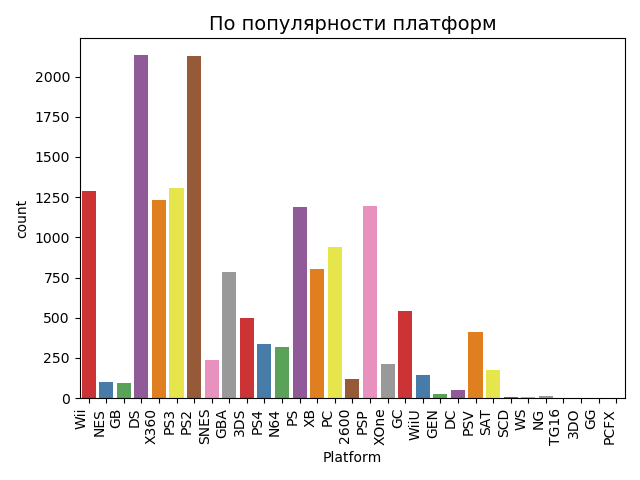 По популярности платформ
count
2000
1750
1500
1250
1000
750
500
250
0
Wii
NES
GB
DS
X360
PS3
PS2
SNES
GBA
3DS
PS4
N64
PS
XB
PC
2600
PSP
XOne
GC
WiiU
GEN
DC
PSV
SAT
SCD
WS
NG
TG16
3DO
GG
PCFX
Platform